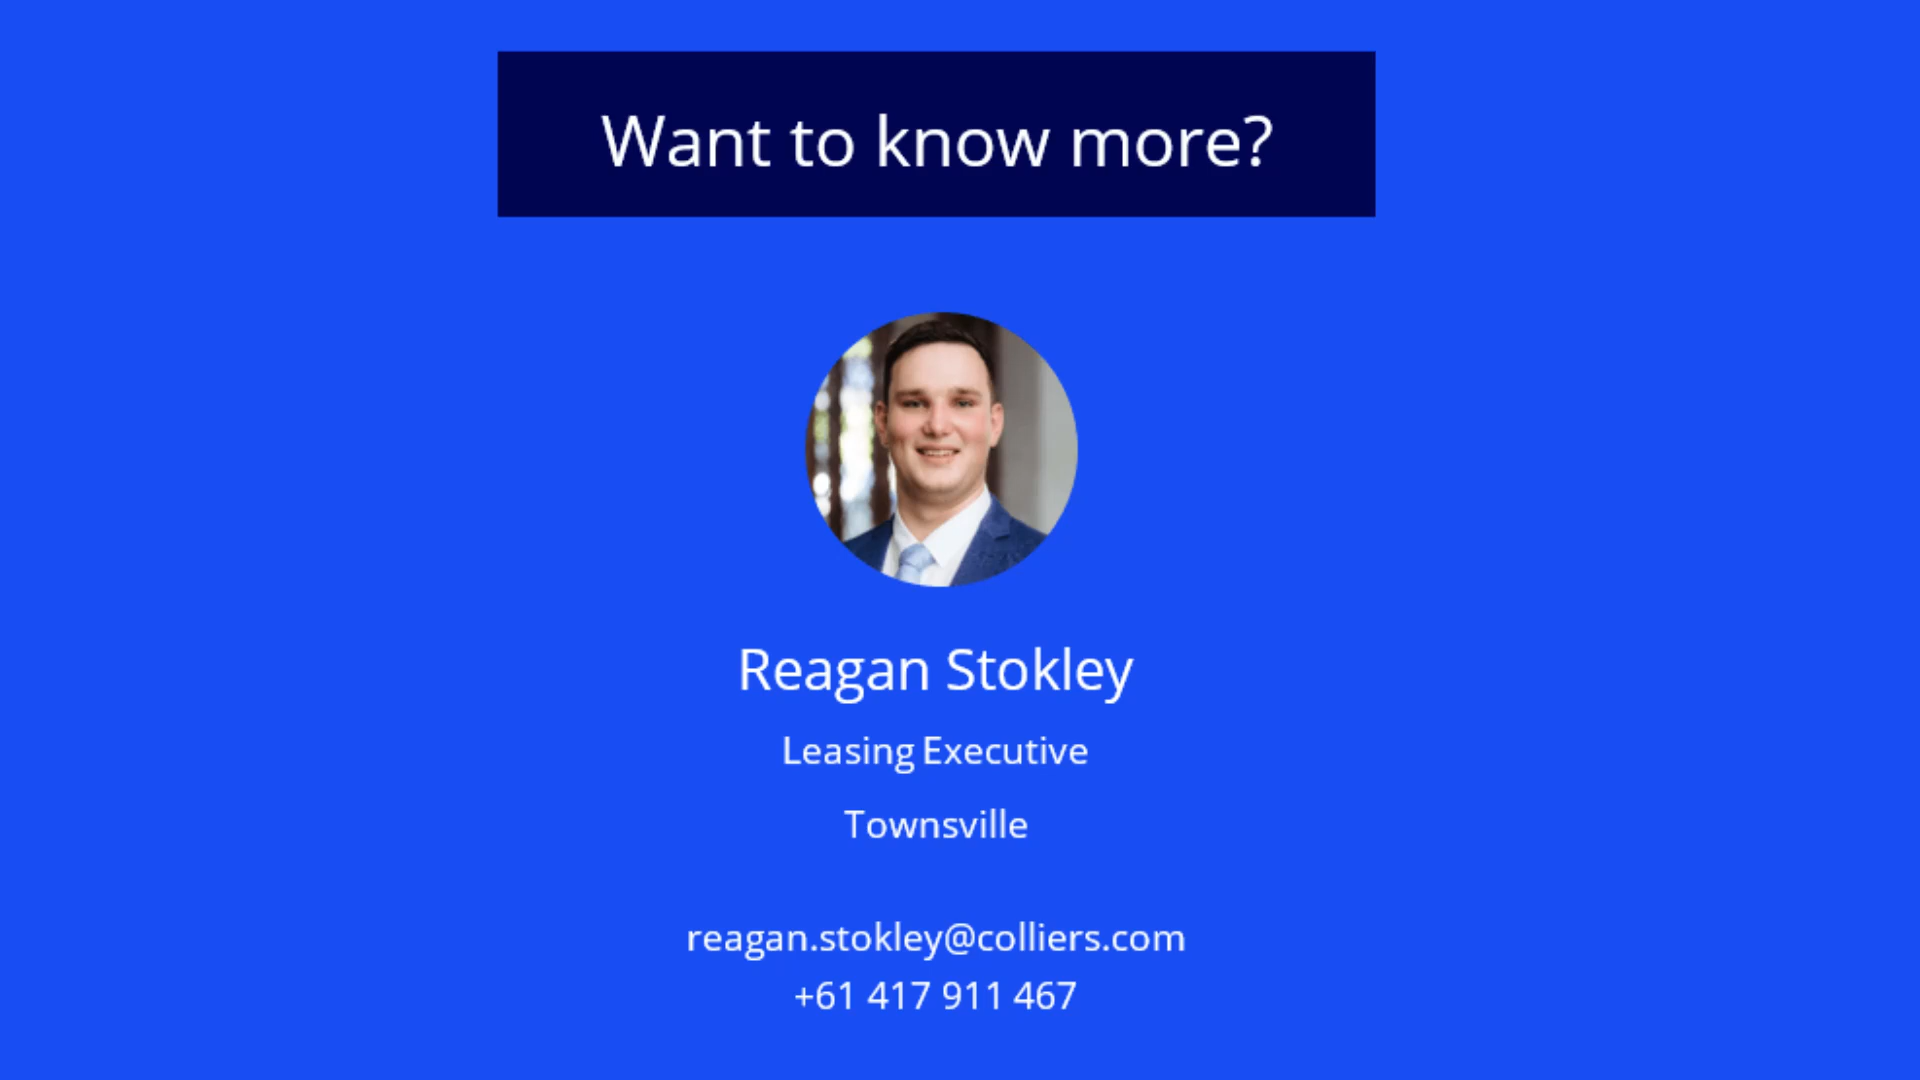 Want to know more?
Reagan Stokley
Leasing Executive
Townsville
reagan.stokley@colliers.com
+61 417 911 467